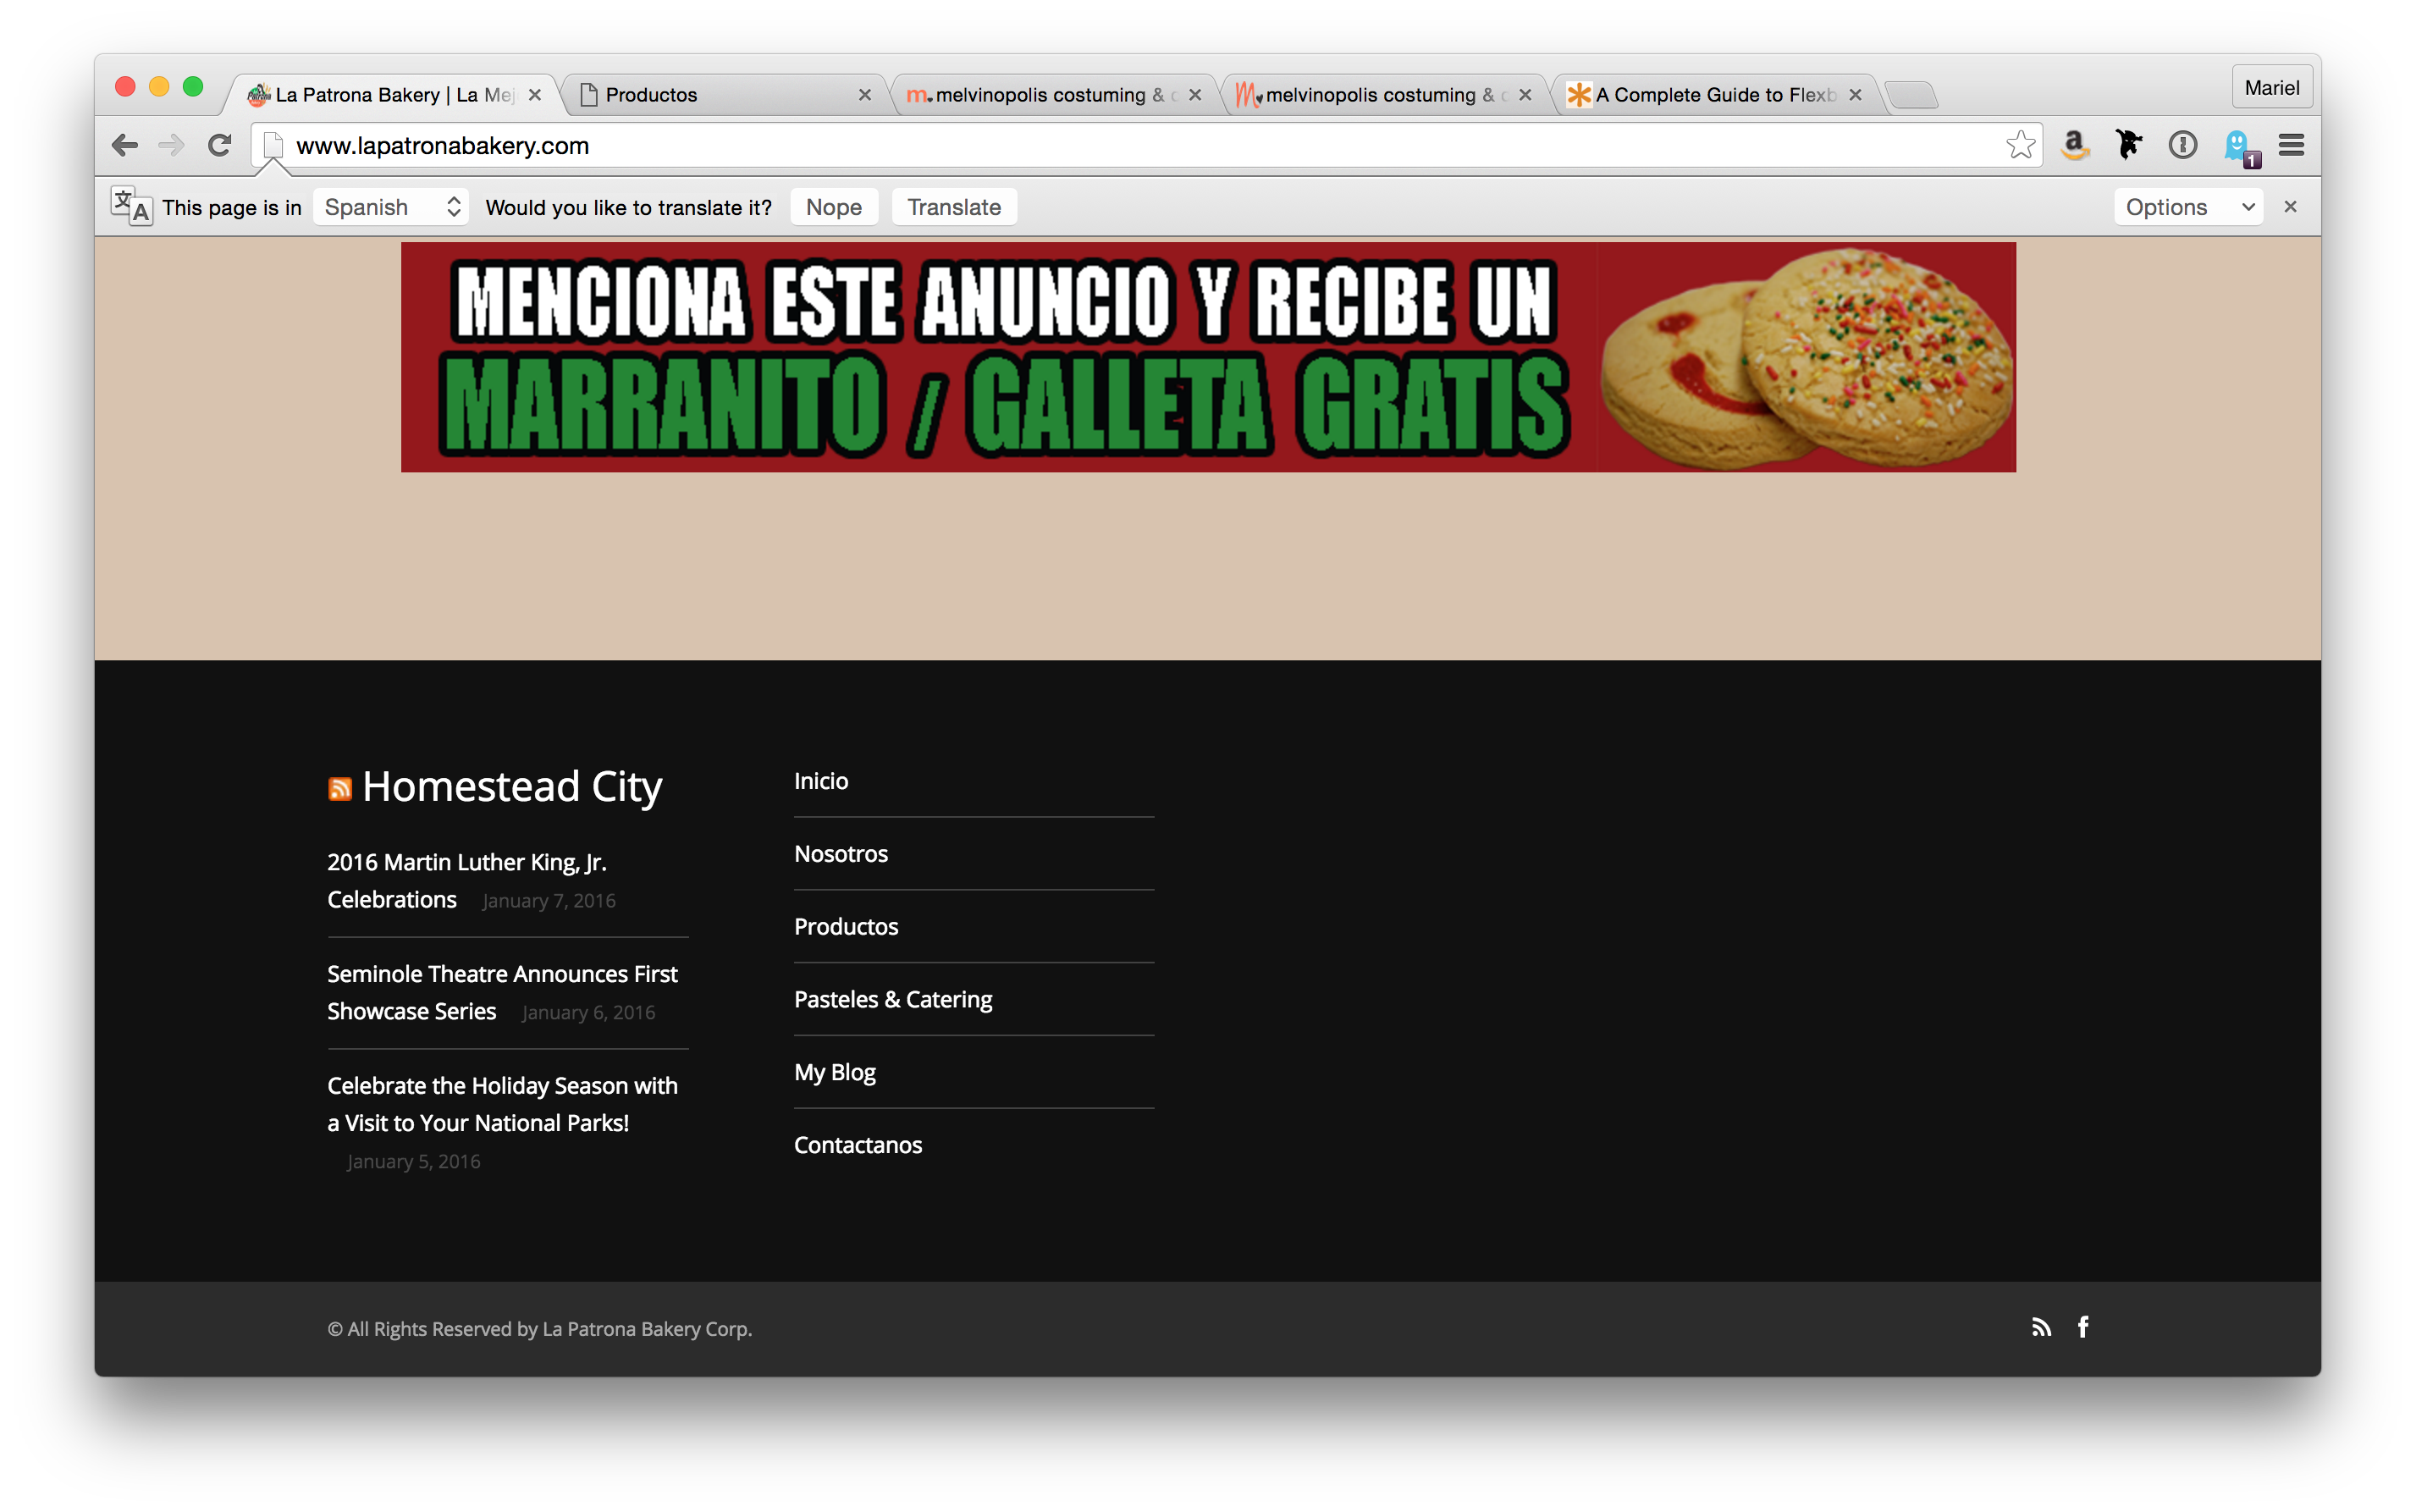 La Patrona Bakery | La Mej
Productos
melvinopolis costuming & c
melvinopolis costuming & c
A Complete Guide to Flexb
Mariel
www.lapatronabakery.com
1
This page is in Spanish Would you like to translate it? Nope Translate Options
MENCIONA ESTE ANUNCIO Y RECIBE UN
MARRANITO / GALLETA GRATIS
Homestead City
2016 Martin Luther King, Jr.
Celebrations January 7, 2016
Seminole Theatre Announces First
Showcase Series January 6, 2016
Celebrate the Holiday Season with
a Visit to Your National Parks!
January 5, 2016
Inicio
Nosotros
Productos
Pasteles & Catering
My Blog
Contactanos
© All Rights Reserved by La Patrona Bakery Corp.